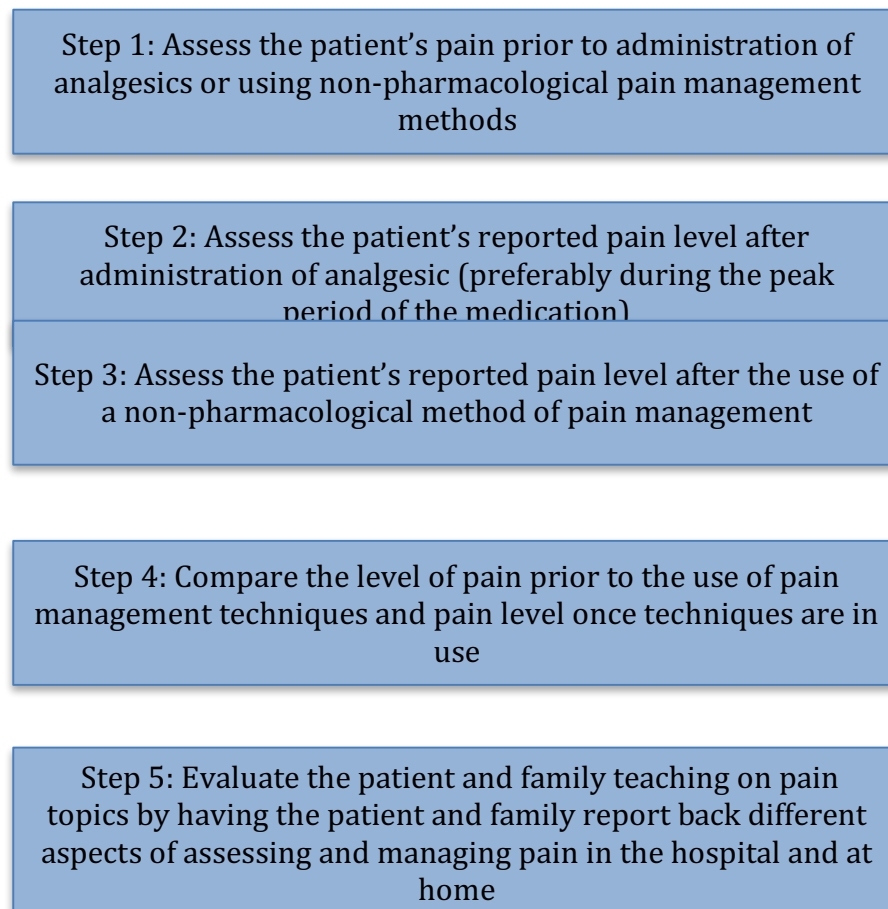 Step 1: Assess the patient’s pain prior to administration of
analgesics or using non-pharmacological pain management
methods
Step 2: Assess the patient’s reported pain level after
administration of analgesic (preferably during the peak
period of the medication)
Step 3: Assess the patient’s reported pain level after the use of
a non-pharmacological method of pain management
Step 4: Compare the level of pain prior to the use of pain
management techniques and pain level once techniques are in
use
Step 5: Evaluate the patient and family teaching on pain
topics by having the patient and family report back different
aspects of assessing and managing pain in the hospital and at
home